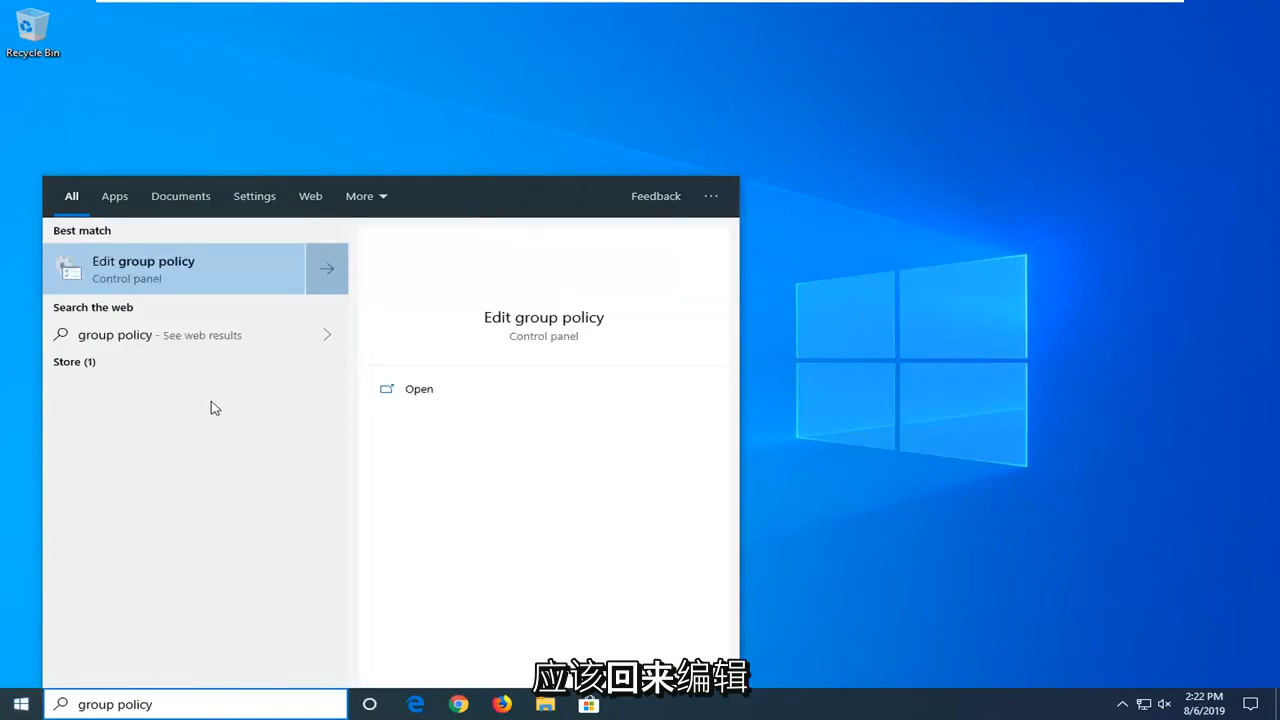 Recycle Bin
All Apps Documents Settings Web More Feedback ···
Best match
Edit group policy
Control panel
Search the web
group policy - See web results
Store (1)
Edit group policy
Control panel
Open
应该回来编辑
group policy
2:22 PM
8/6/2019